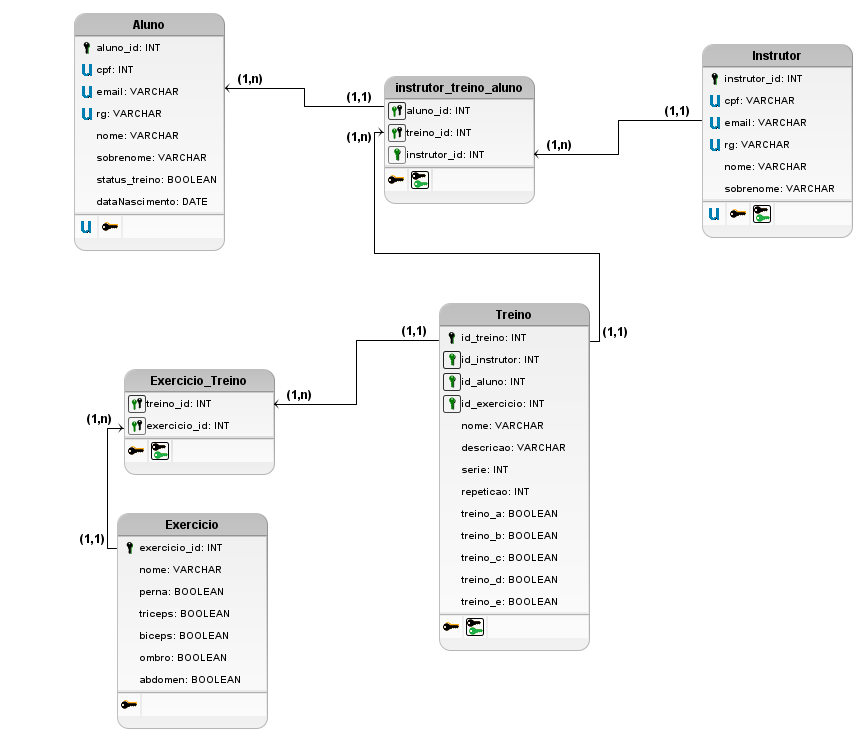 Aluno
aluno_id: INT
cpf: INT
email: VARCHAR
rg: VARCHAR
nome: VARCHAR
sobrenome: VARCHAR
status_treino: BOOLEAN
dataNascimento: DATE
(1,n)
(1,1)
instrutor_treino_aluno
aluno_id: INT
treino_id: INT
instrutor_id: INT
(1,n)
(1,n)
(1,1)
Instrutor
instrutor_id: INT
cpf: VARCHAR
email: VARCHAR
rg: VARCHAR
nome: VARCHAR
sobrenome: VARCHAR
Treino
id_treino: INT
id_instrutor: INT
id_aluno: INT
id_exercicio: INT
nome: VARCHAR
descricao: VARCHAR
serie: INT
repeticao: INT
treino_a: BOOLEAN
treino_b: BOOLEAN
treino_c: BOOLEAN
treino_d: BOOLEAN
treino_e: BOOLEAN
(1,1)
(1,1)
(1,n)
Exercicio_Treino
treino_id: INT
exercicio_id: INT
(1,n)
(1,1)
Exercicio
exercicio_id: INT
nome: VARCHAR
perna: BOOLEAN
triceps: BOOLEAN
biceps: BOOLEAN
ombro: BOOLEAN
abdomen: BOOLEAN